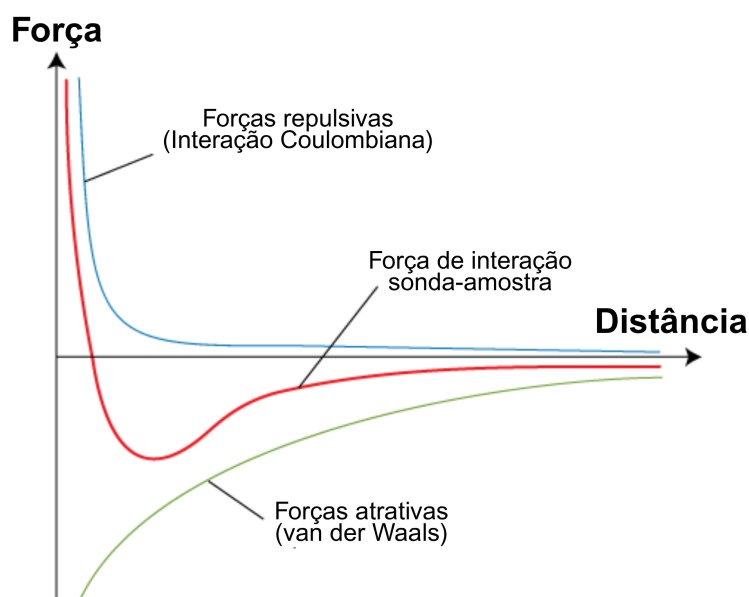 Força
Forças repulsivas
(Interação Coulombiana)
Força de interação
sonda-amostra
Distância
Forças atrativas
(van der Waals)